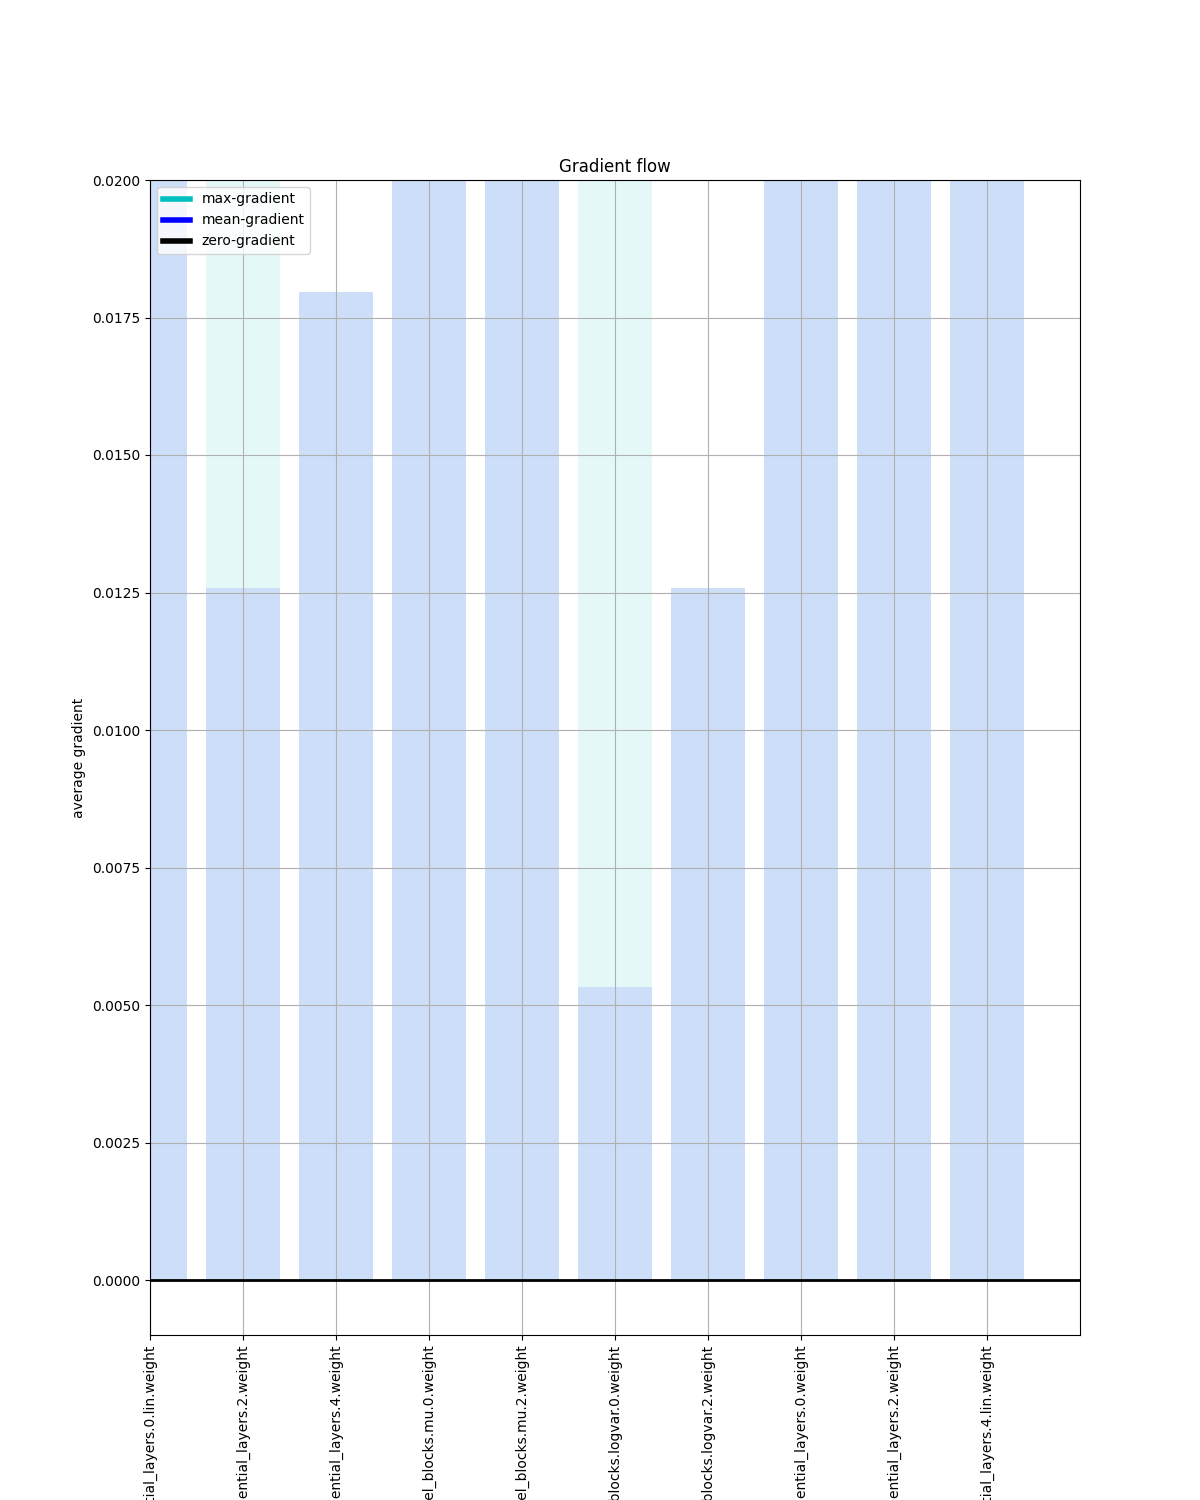 Gradient flow
max-gradient
mean-gradient
zero-gradient
0.0200
0.0175
0.0150
0.0125
0.0100
0.0075
0.0050
0.0025
0.0000
average gradient
tial_layers.0.lin.weight
ential_layers.2.weight
ential_layers.4.weight
el_blocks.mu.0.weight
el_blocks.mu.2.weight
blocks.logvar.0.weight
blocks.logvar.2.weight
ential_layers.0.weight
ential_layers.2.weight
tial_layers.4.lin.weight